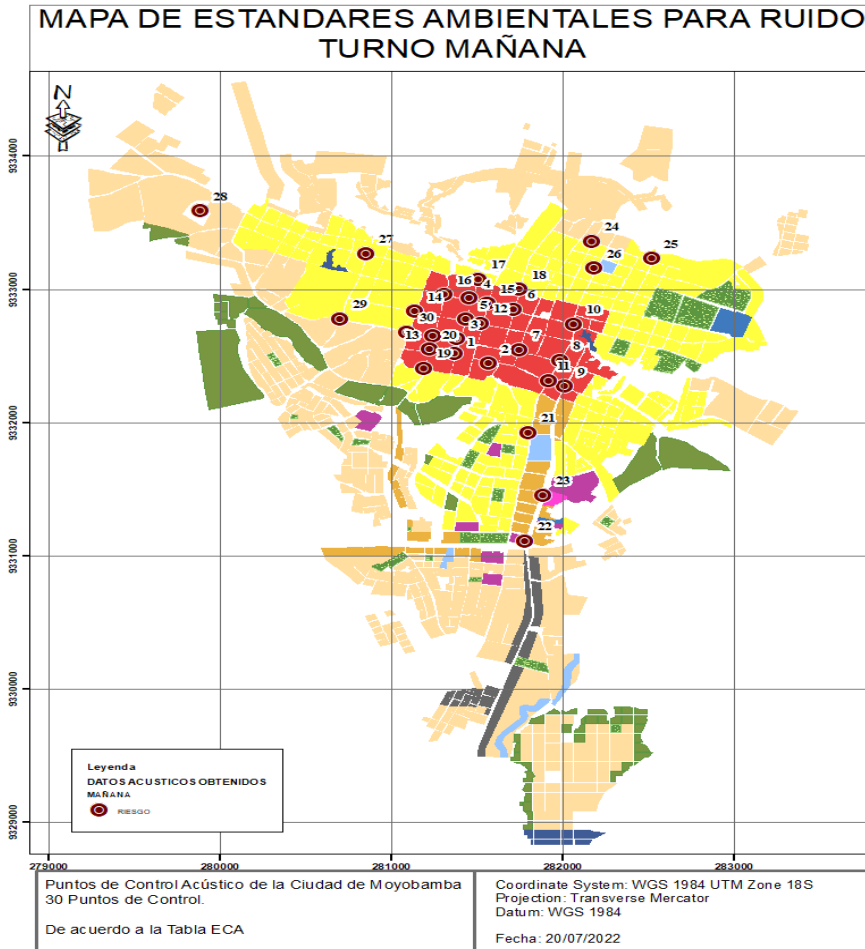 MAPA DE ESTANDARES AMBIENTALES PARA RUIDO
TURNO MAÑANA
N
9334000
9333000
9332000
9331000
9330000
9329000
28
27
24
26
25
17
16
4
15
18
14
5
12
6
10
29
30
3
13
20
1
7
8
19
2
11
9
21
23
22
Leyenda
DATOS ACUSTICOS OBTENIDOS
MAÑANA
RIESGO
279000
280000
281000
282000
283000
Puntos de Control Acústico de la Ciudad de Moyobamba
30 Puntos de Control.
De acuerdo a la Tabla ECA
Coordinate System: WGS 1984 UTM Zone 18S
Projection: Transverse Mercator
Datum: WGS 1984
Fecha: 20/07/2022